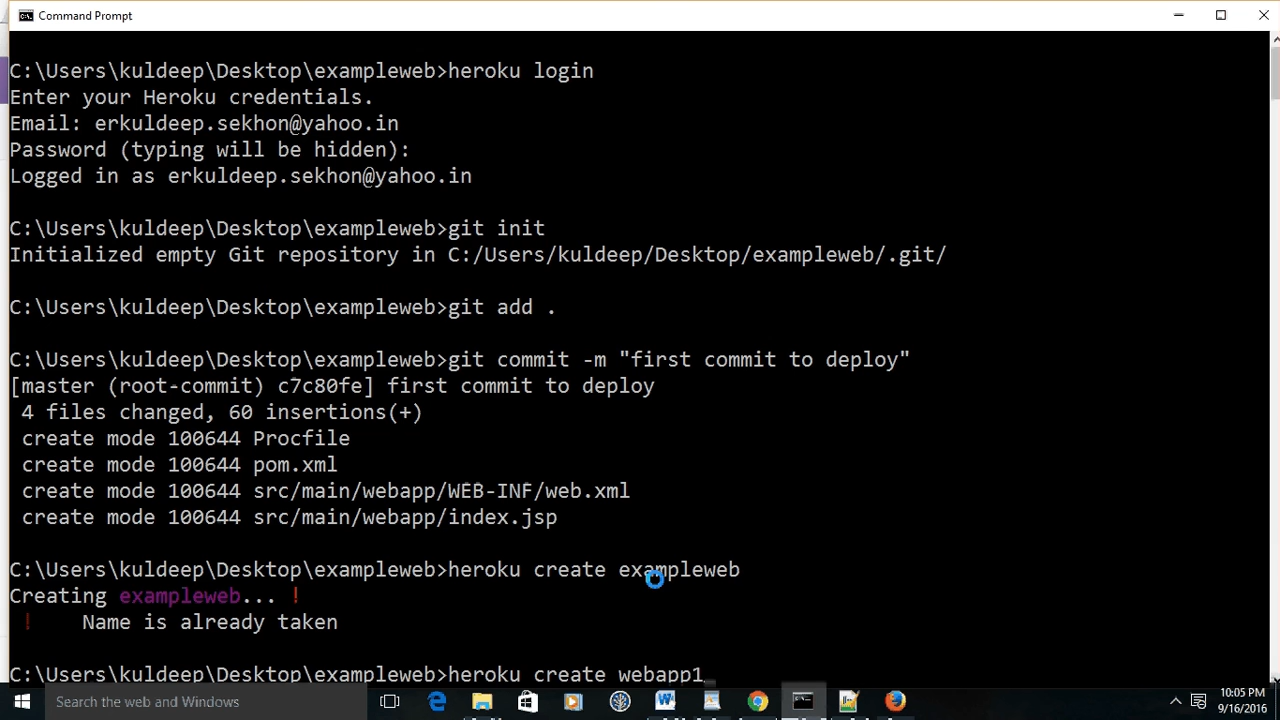 Command Prompt
C:\Users\kuldeep\Desktop\exampleweb>heroku login
Enter your Heroku credentials.
Email: erkuldeep.sekhon@yahoo.in
Password (typing will be hidden):
Logged in as erkuldeep.sekhon@yahoo.in
C:\Users\kuldeep\Desktop\exampleweb>git init
Initialized empty Git repository in C:/Users/kuldeep/Desktop/exampleweb/.git/
C:\Users\kuldeep\Desktop\exampleweb>git add .
C:\Users\kuldeep\Desktop\exampleweb>git commit -m "first commit to deploy"
[master (root-commit) c7c80fe] first commit to deploy
4 files changed, 60 insertions(+)
create mode 100644 Procfile
create mode 100644 pom.xml
create mode 100644 src/main/webapp/WEB-INF/web.xml
create mode 100644 src/main/webapp/index.jsp
C:\Users\kuldeep\Desktop\exampleweb>heroku create exampleweb
Creating exampleweb... !
!    Name is already taken
C:\Users\kuldeep\Desktop\exampleweb>heroku create webapp1
Search the web and Windows
10:05 PM
9/16/2016